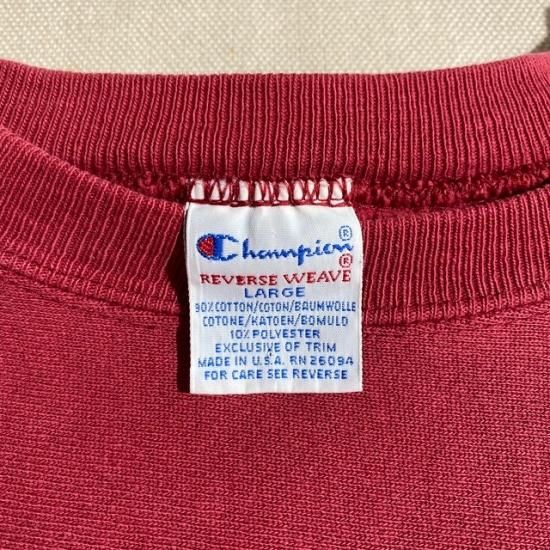 Champion®
REVERSE WEAVE®
LARGE
90% COTTON/COTON/BAUMWOLLE
COTONE/KATOEN/BOMULD
10% POLYESTER
EXCLUSIVE OF TRIM
MADE IN U.S.A. RN 26094
FOR CARE SEE REVERSE